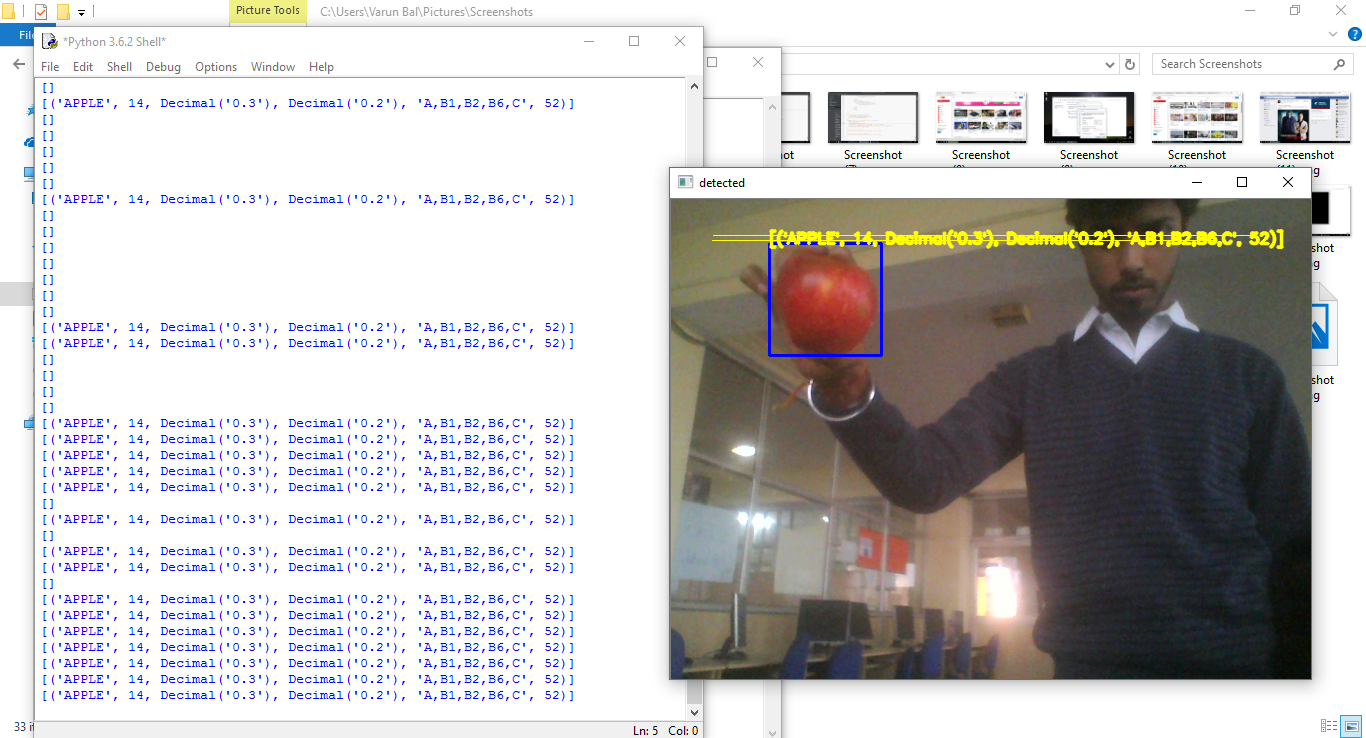 Picture Tools
C:\Users\Varun Bal\Pictures\Screenshots
*Python 3.6.2 Shell*
File Edit Shell Debug Options Window Help
[]
[('APPLE', 14, Decimal('0.3'), Decimal('0.2'), 'A,B1,B2,B6,C', 52)]
[]
[]
[]
[]
[]
[('APPLE', 14, Decimal('0.3'), Decimal('0.2'), 'A,B1,B2,B6,C', 52)]
[]
[]
[]
[]
[]
[]
[]
[('APPLE', 14, Decimal('0.3'), Decimal('0.2'), 'A,B1,B2,B6,C', 52)]
[('APPLE', 14, Decimal('0.3'), Decimal('0.2'), 'A,B1,B2,B6,C', 52)]
[]
[]
[]
[]
[('APPLE', 14, Decimal('0.3'), Decimal('0.2'), 'A,B1,B2,B6,C', 52)]
[('APPLE', 14, Decimal('0.3'), Decimal('0.2'), 'A,B1,B2,B6,C', 52)]
[('APPLE', 14, Decimal('0.3'), Decimal('0.2'), 'A,B1,B2,B6,C', 52)]
[('APPLE', 14, Decimal('0.3'), Decimal('0.2'), 'A,B1,B2,B6,C', 52)]
[('APPLE', 14, Decimal('0.3'), Decimal('0.2'), 'A,B1,B2,B6,C', 52)]
[]
[('APPLE', 14, Decimal('0.3'), Decimal('0.2'), 'A,B1,B2,B6,C', 52)]
[]
[('APPLE', 14, Decimal('0.3'), Decimal('0.2'), 'A,B1,B2,B6,C', 52)]
[('APPLE', 14, Decimal('0.3'), Decimal('0.2'), 'A,B1,B2,B6,C', 52)]
[]
[('APPLE', 14, Decimal('0.3'), Decimal('0.2'), 'A,B1,B2,B6,C', 52)]
[('APPLE', 14, Decimal('0.3'), Decimal('0.2'), 'A,B1,B2,B6,C', 52)]
[('APPLE', 14, Decimal('0.3'), Decimal('0.2'), 'A,B1,B2,B6,C', 52)]
[('APPLE', 14, Decimal('0.3'), Decimal('0.2'), 'A,B1,B2,B6,C', 52)]
[('APPLE', 14, Decimal('0.3'), Decimal('0.2'), 'A,B1,B2,B6,C', 52)]
[('APPLE', 14, Decimal('0.3'), Decimal('0.2'), 'A,B1,B2,B6,C', 52)]
[('APPLE', 14, Decimal('0.3'), Decimal('0.2'), 'A,B1,B2,B6,C', 52)]
Ln: 5 Col: 0
Search Screenshots
Screenshot Screenshot Screenshot Screenshot Screenshot
detected
[('APPLE', 14, Decimal('0.3'), Decimal('0.2'), 'A,B1,B2,B6,C', 52)]
33